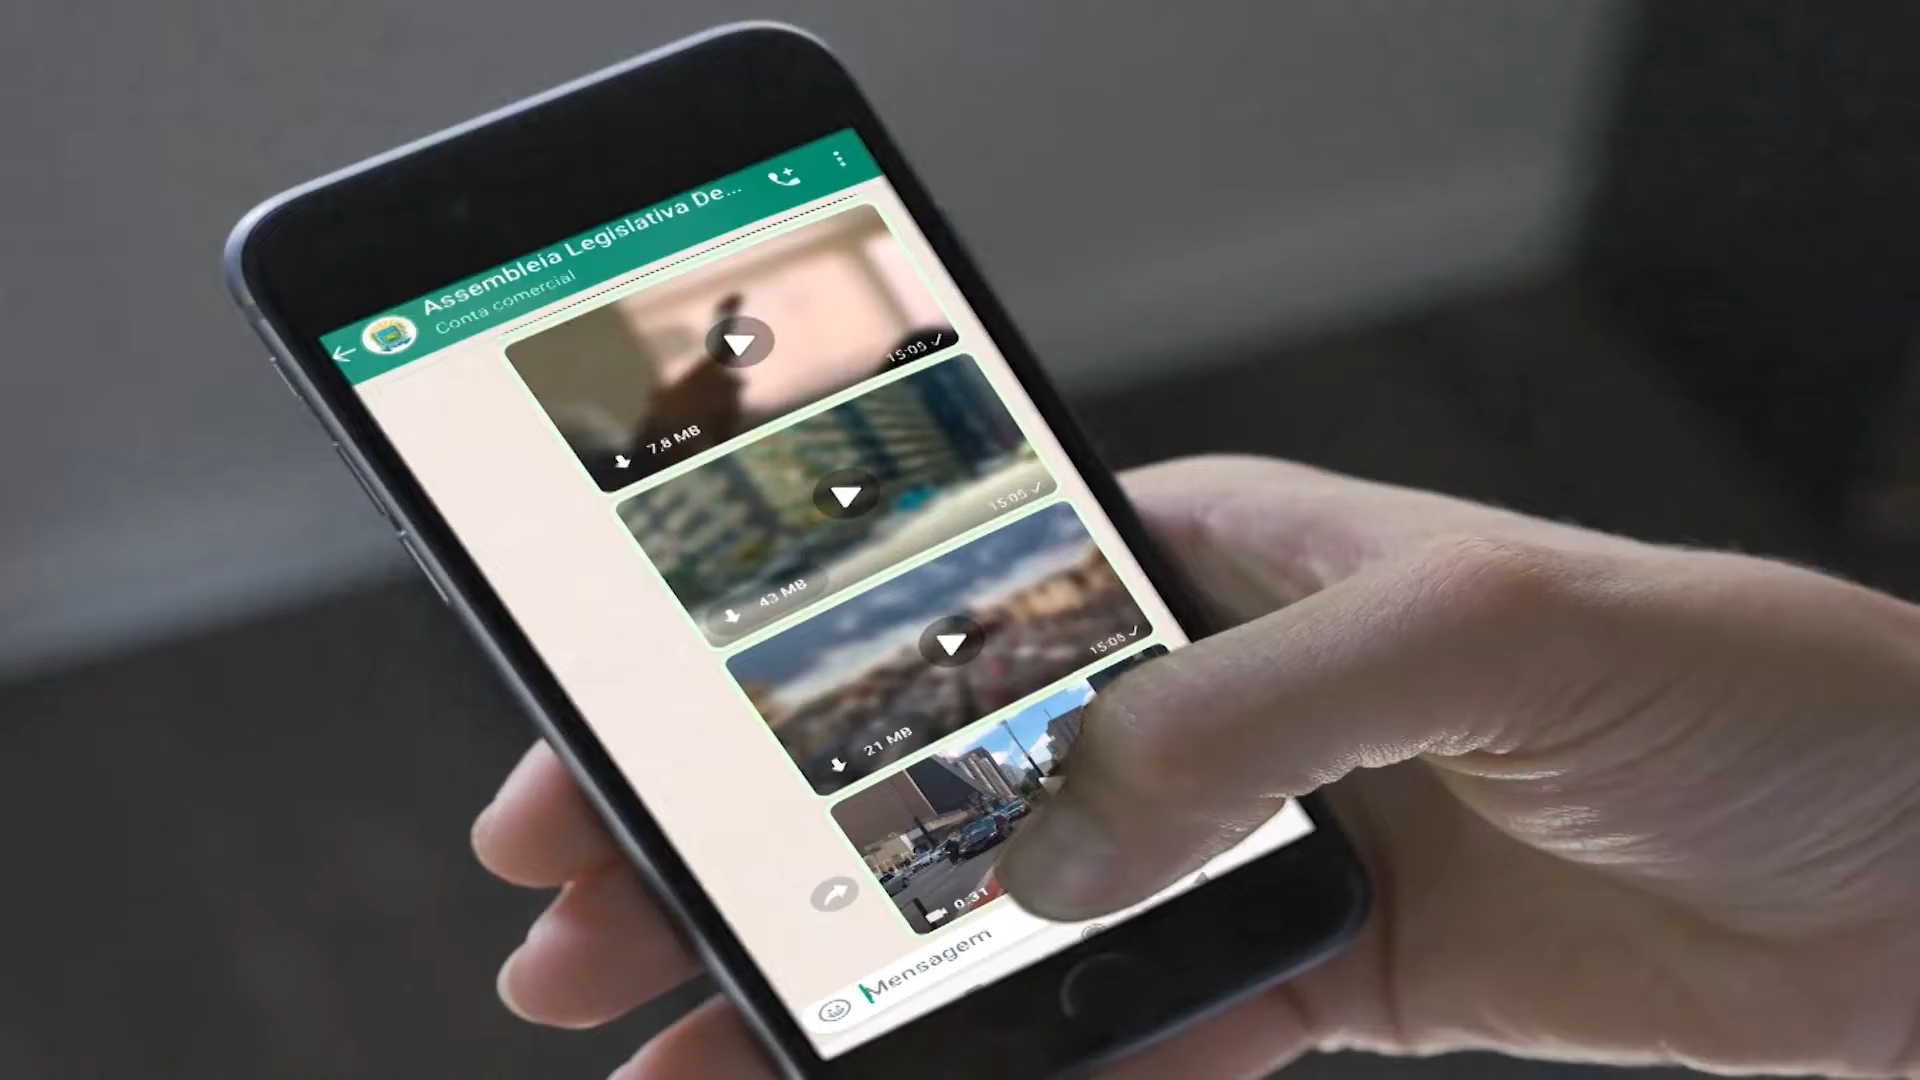 Assembleia Legislativa De...
Conta comercial
15:05
7.8 MB
15:05
43 MB
15:05
21 MB
0:31
Mensagem